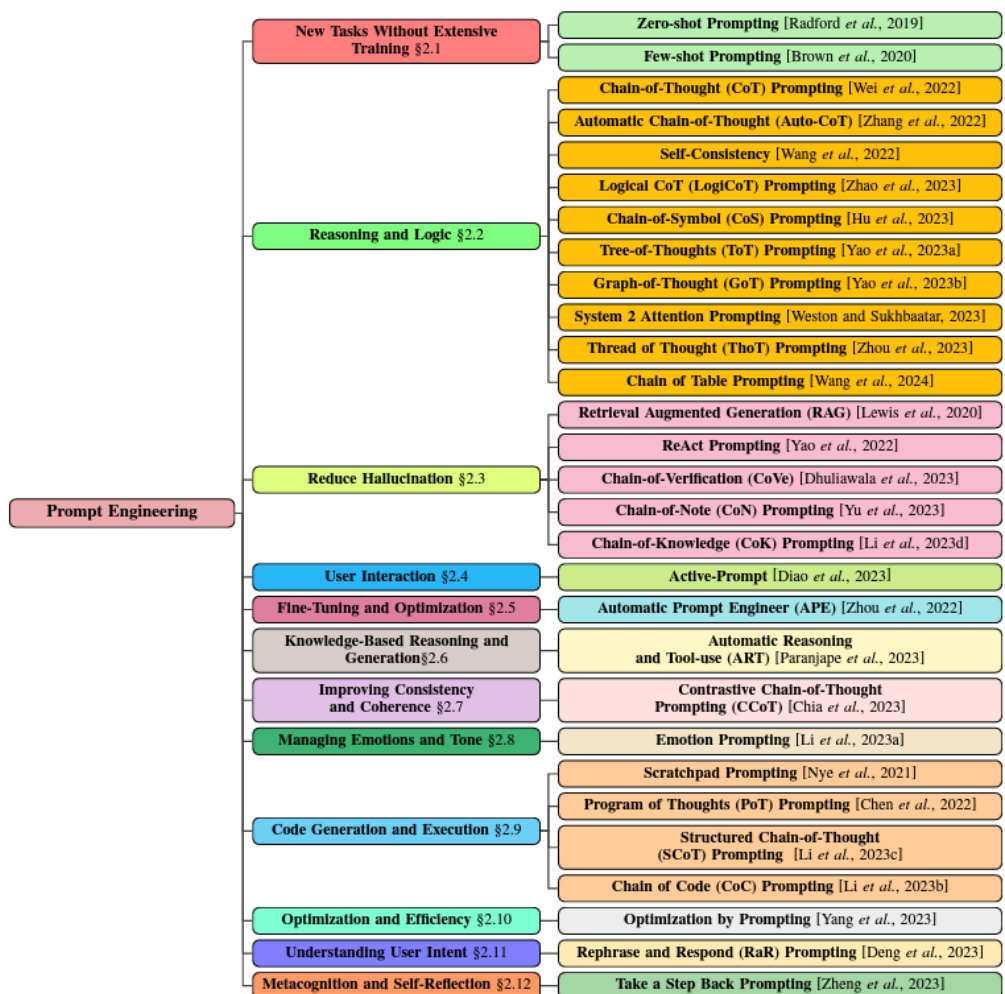 New Tasks Without Extensive
Training §2.1
Zero-shot Prompting [Radford et al., 2019]
Few-shot Prompting [Brown et al., 2020]
Chain-of-Thought (CoT) Prompting [Wei et al., 2022]
Automatic Chain-of-Thought (Auto-CoT) [Zhang et al., 2022]
Self-Consistency [Wang et al., 2022]
Logical CoT (LogiCoT) Prompting [Zhao et al., 2023]
Reasoning and Logic §2.2
Chain-of-Symbol (CoS) Prompting [Hu et al., 2023]
Tree-of-Thoughts (ToT) Prompting [Yao et al., 2023a]
Graph-of-Thought (GoT) Prompting [Yao et al., 2023b]
System 2 Attention Prompting [Weston and Sukhbaatar, 2023]
Thread of Thought (ThoT) Prompting [Zhou et al., 2023]
Chain of Table Prompting [Wang et al., 2024]
Retrieval Augmented Generation (RAG) [Lewis et al., 2020]
ReAct Prompting [Yao et al., 2022]
Reduce Hallucination §2.3
Chain-of-Verification (CoVe) [Dhuliawala et al., 2023]
Prompt Engineering
Chain-of-Note (CoN) Prompting [Yu et al., 2023]
Chain-of-Knowledge (CoK) Prompting [Li et al., 2023d]
User Interaction §2.4
Active-Prompt [Diao et al., 2023]
Fine-Tuning and Optimization §2.5
Automatic Prompt Engineer (APE) [Zhou et al., 2022]
Knowledge-Based Reasoning and
Generation§2.6
Automatic Reasoning
and Tool-use (ART) [Paranjape et al., 2023]
Improving Consistency
and Coherence §2.7
Contrastive Chain-of-Thought
Prompting (CCoT) [Chia et al., 2023]
Managing Emotions and Tone §2.8
Emotion Prompting [Li et al., 2023a]
Scratchpad Prompting [Nye et al., 2021]
Program of Thoughts (PoT) Prompting [Chen et al., 2022]
Code Generation and Execution §2.9
Structured Chain-of-Thought
(SCoT) Prompting [Li et al., 2023c]
Chain of Code (CoC) Prompting [Li et al., 2023b]
Optimization and Efficiency §2.10
Optimization by Prompting [Yang et al., 2023]
Understanding User Intent §2.11
Rephrase and Respond (RaR) Prompting [Deng et al., 2023]
Metacognition and Self-Reflection §2.12
Take a Step Back Prompting [Zheng et al., 2023]